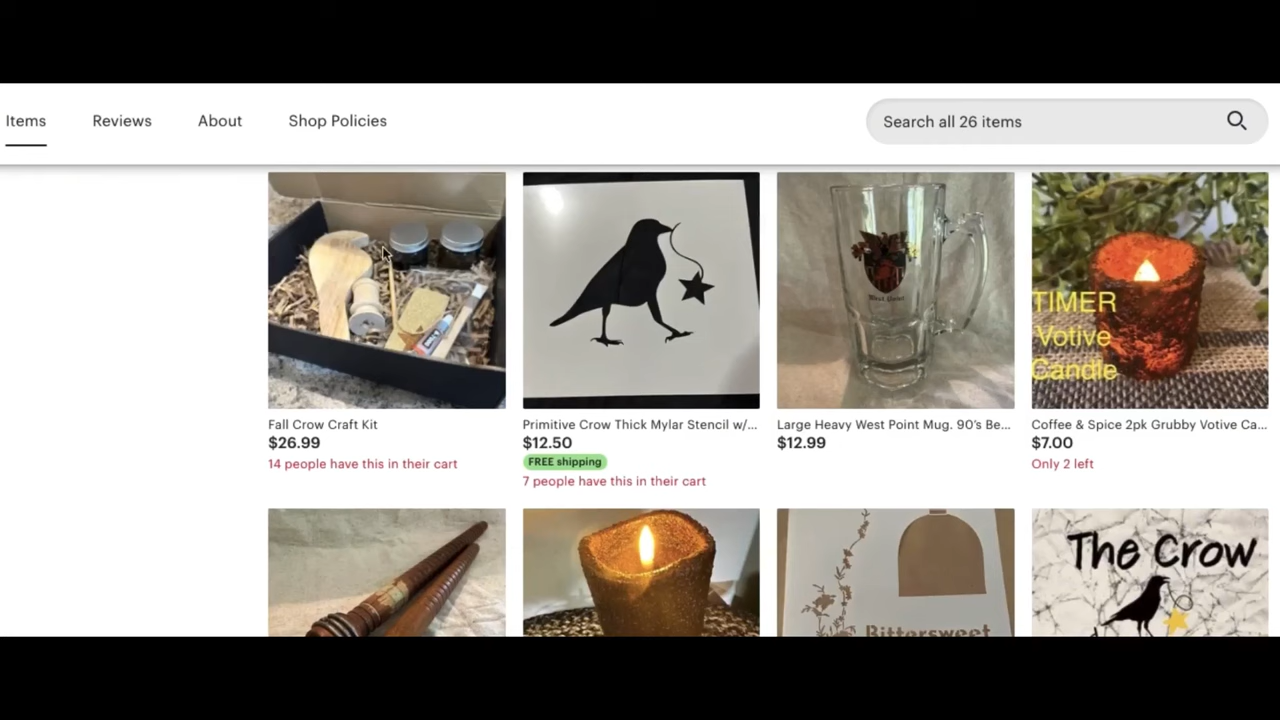 Items
Reviews
About
Shop Policies
Search all 26 items
TIMER
Votive
Candle
Fall Crow Craft Kit
$26.99
14 people have this in their cart
Primitive Crow Thick Mylar Stencil w/...
$12.50
FREE shipping
7 people have this in their cart
West Point
Large Heavy West Point Mug. 90's Be...
$12.99
Coffee & Spice 2pk Grubby Votive Ca...
$7.00
Only 2 left
Bittersweet
The Crow